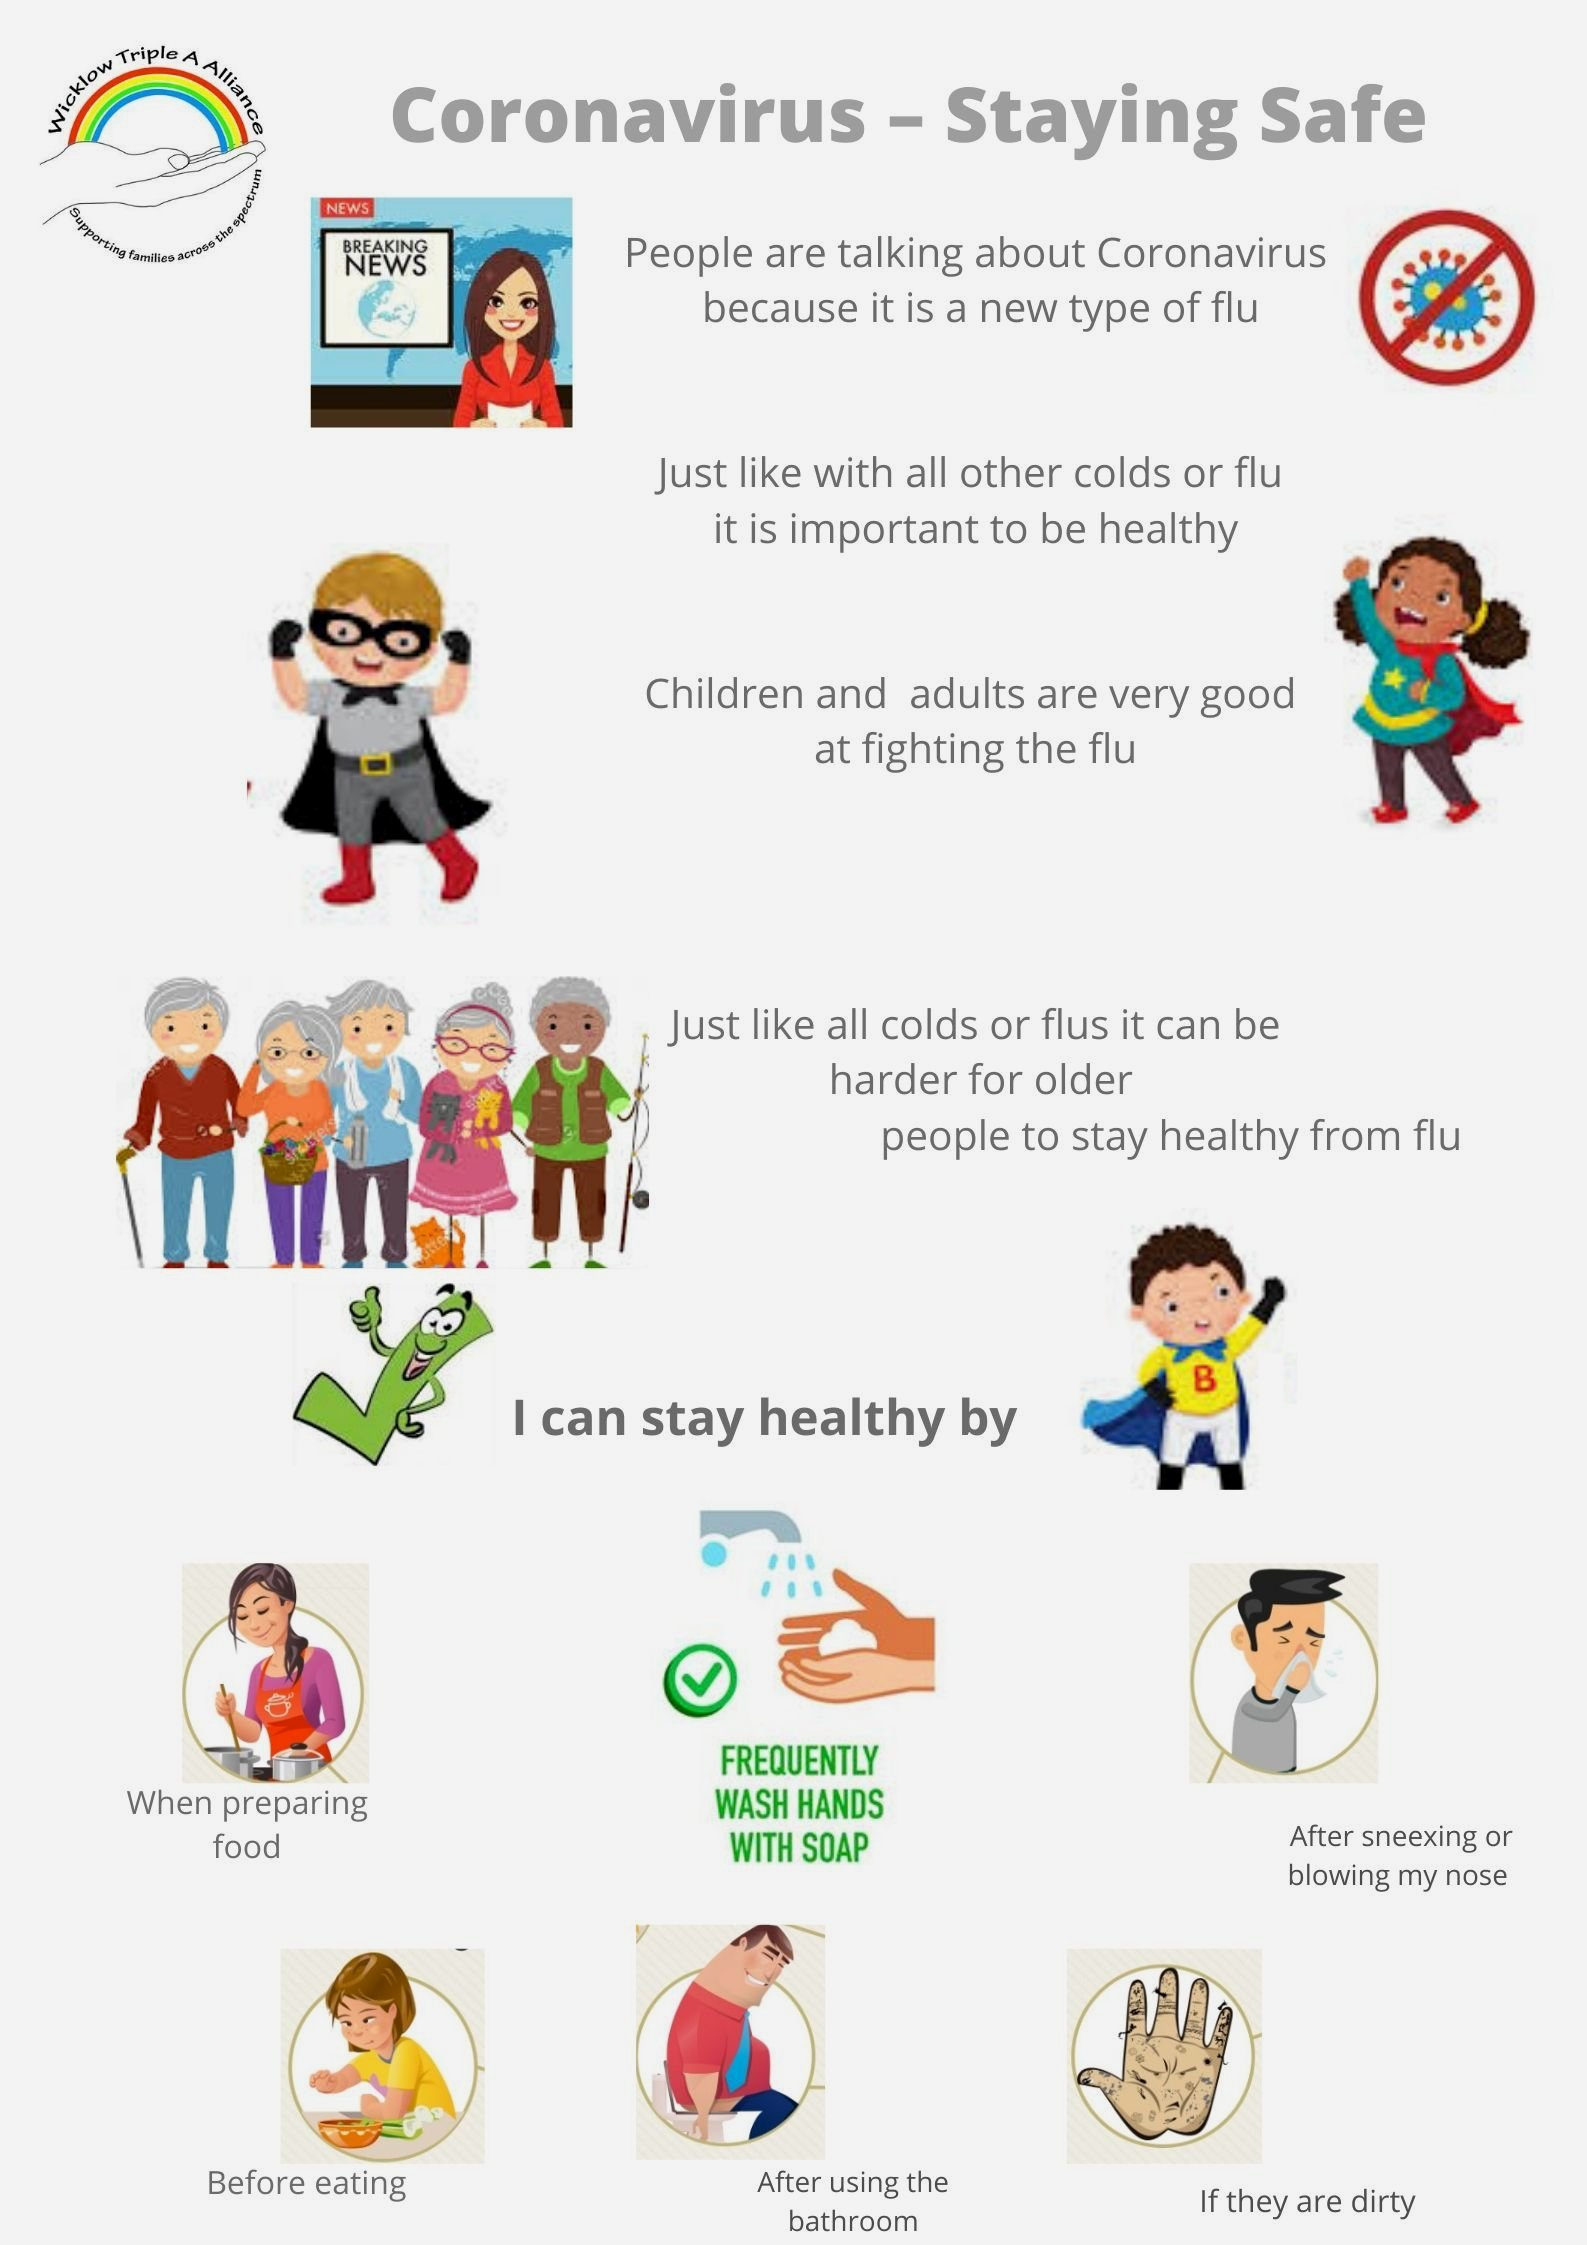 Wicklow Triple A Alliance
Supporting families across the spectrum
Coronavirus – Staying Safe
NEWS
BREAKING
NEWS
People are talking about Coronavirus
because it is a new type of flu
Just like with all other colds or flu
it is important to be healthy
Children and  adults are very good
at fighting the flu
Just like all colds or flus it can be
harder for older
people to stay healthy from flu
I can stay healthy by
B
FREQUENTLY
WASH HANDS
WITH SOAP
When preparing
food
After sneexing or
blowing my nose
Before eating
After using the
bathroom
If they are dirty